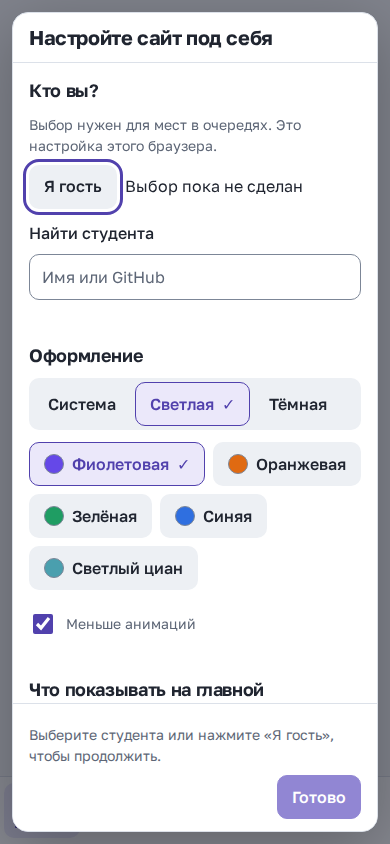 Настройте сайт под себя
Кто вы?
Выбор нужен для мест в очередях. Это
настройка этого браузера.
Я гость Выбор пока не сделан
Найти студента
Имя или GitHub
Оформление
Система Светлая ✓ Тёмная
Фиолетовая ✓ Оранжевая
Зелёная Синяя
Светлый циан
Меньше анимаций
Что показывать на главной
Выберите студента или нажмите «Я гость»,
чтобы продолжить.
Готово